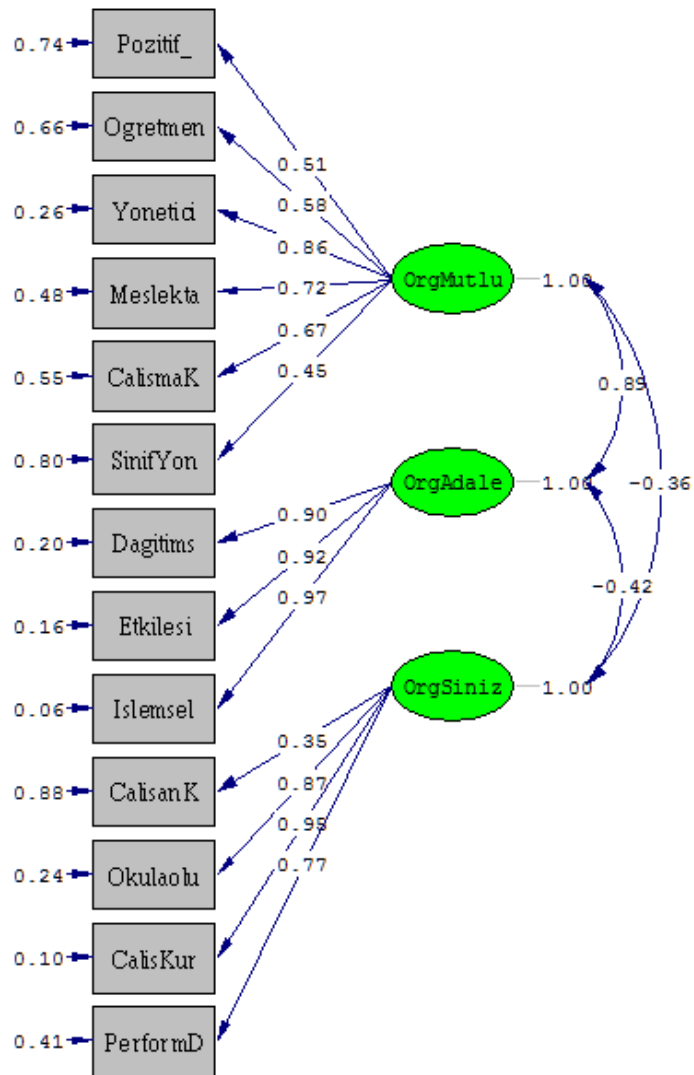 0.74 Pozitif_
0.66 Ogretmen
0.51
0.58
0.26 Yonetici
0.86
OrgMutlu 1.00
0.48 Meslekta 0.72
0.67
0.55 CalismaK
0.45
0.89
0.80 SinifYon
OrgAdale 1.00 -0.36
0.90
0.20 Dagitims
0.92
-0.42
0.97
0.16 Etkilesi
OrgSiniz 1.00
0.06 Islemsel
0.35
0.88 CalisanK 0.87
0.95
0.77
0.24 Okulaolu
0.10 CalisKur
0.41 PerformD